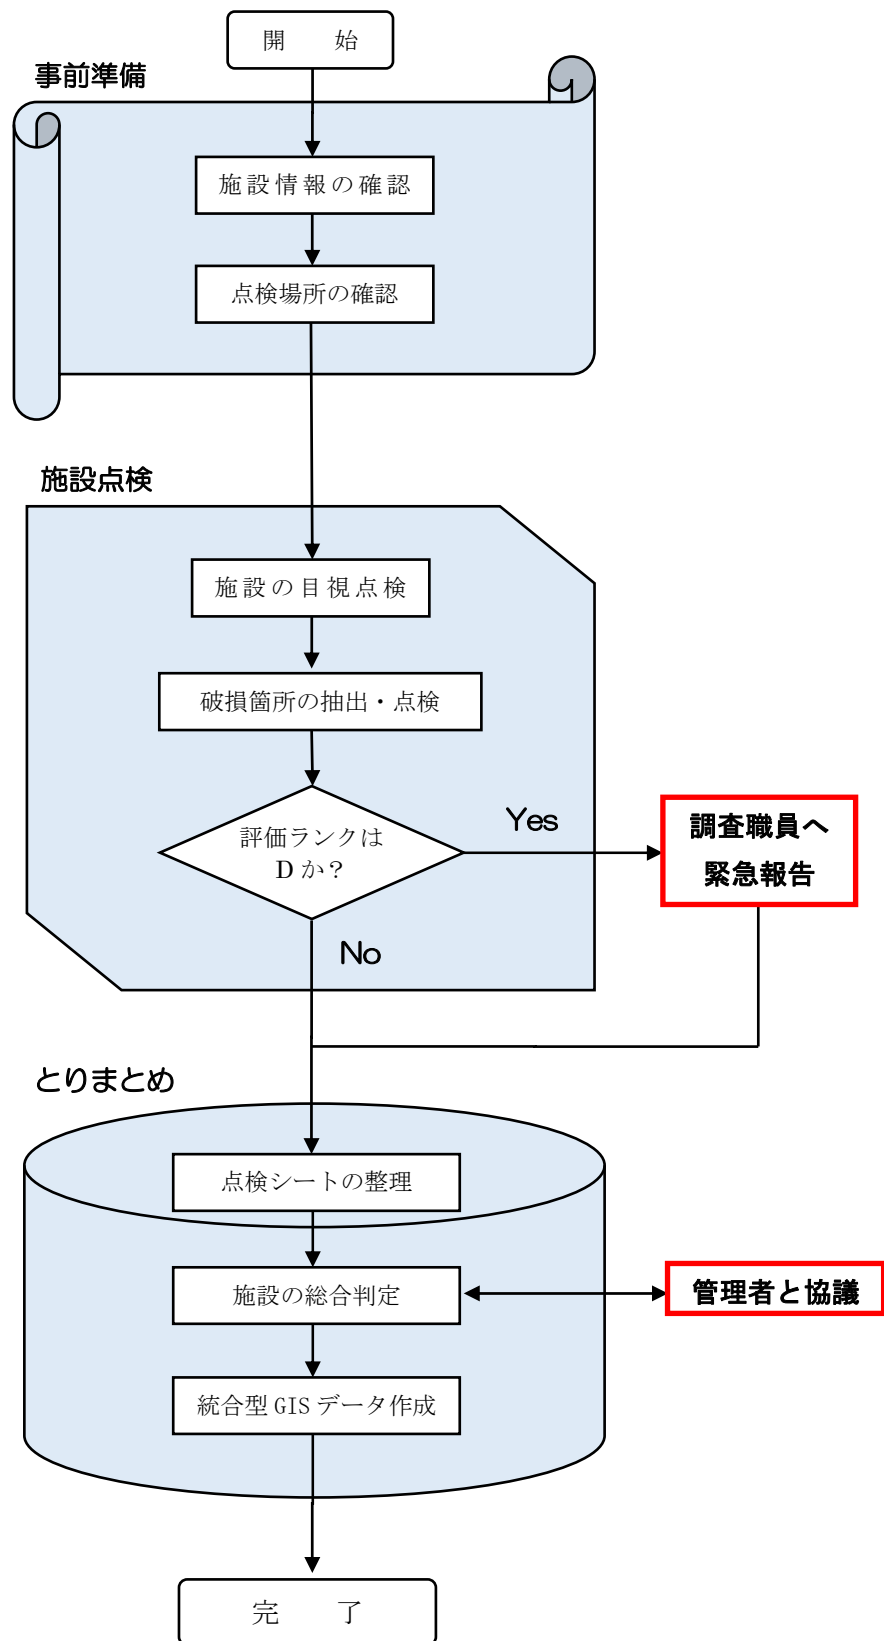 開　始
事前準備
施設情報の確認
点検場所の確認
施設点検
施設の目視点検
破損箇所の抽出・点検
評価ランクは
Dか？
Yes
調査職員へ
緊急報告
No
とりまとめ
点検シートの整理
施設の総合判定
管理者と協議
統合型GISデータ作成
完　了